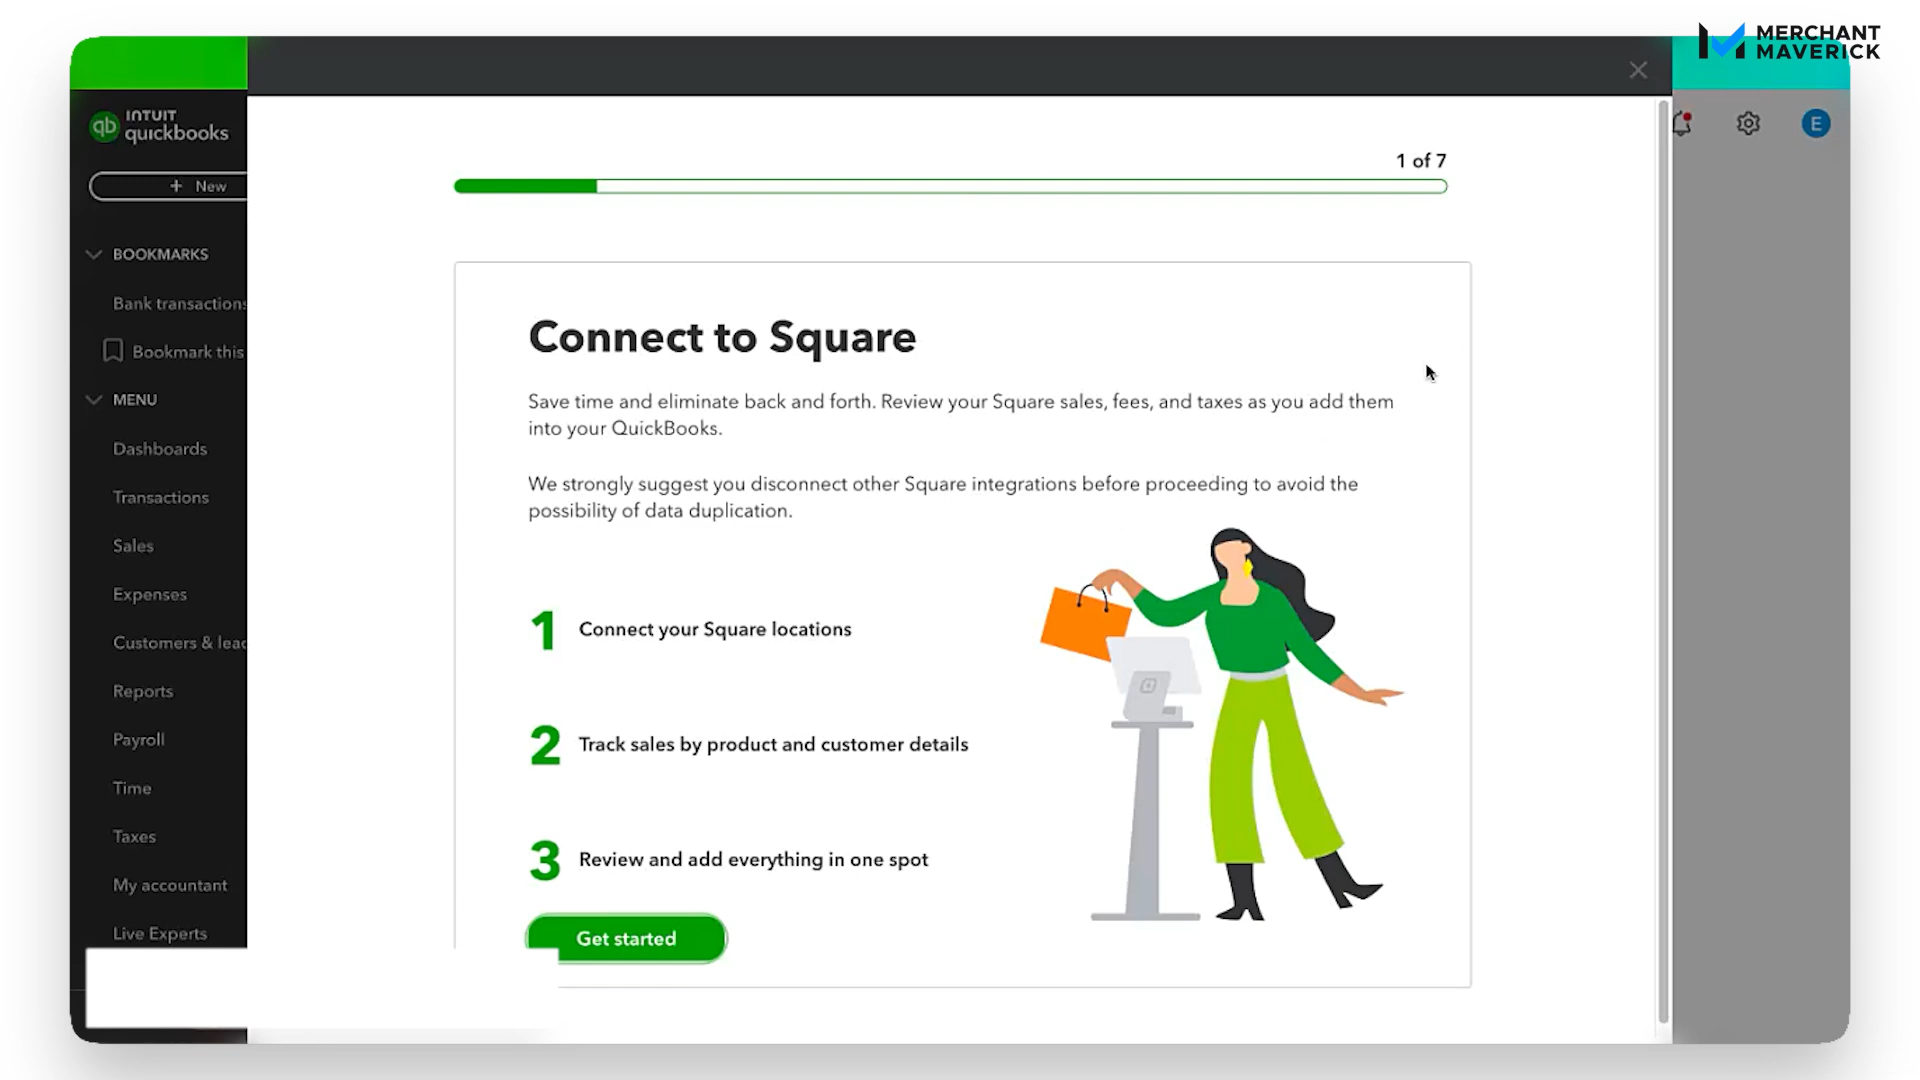 MERCHANT
MAVERICK
INTUIT
quickbooks
+ New
BOOKMARKS
Bank transactions
Bookmark this
MENU
Dashboards
Transactions
Sales
Expenses
Customers & lea
Reports
Payroll
Time
Taxes
My accountant
Live Experts
E
1 of 7
Connect to Square
Save time and eliminate back and forth. Review your Square sales, fees, and taxes as you add them
into your QuickBooks.
We strongly suggest you disconnect other Square integrations before proceeding to avoid the
possibility of data duplication.
1 Connect your Square locations
2 Track sales by product and customer details
3 Review and add everything in one spot
Get started